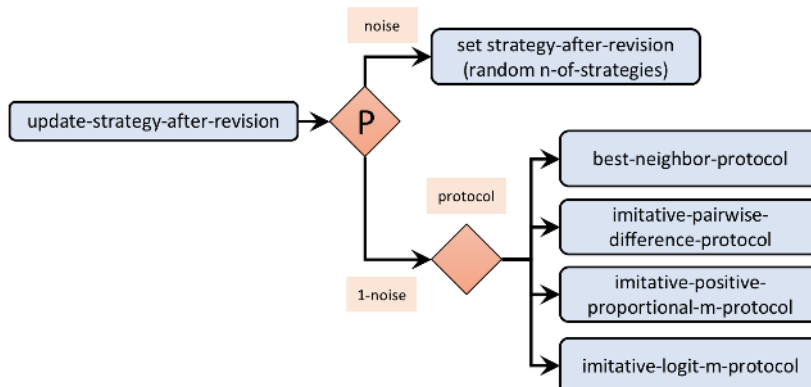 noise
set strategy-after-revision
(random n-of-strategies)
update-strategy-after-revision
P
best-neighbor-protocol
protocol
imitative-pairwise-
difference-protocol
1-noise
imitative-positive-
proportional-m-protocol
imitative-logit-m-protocol